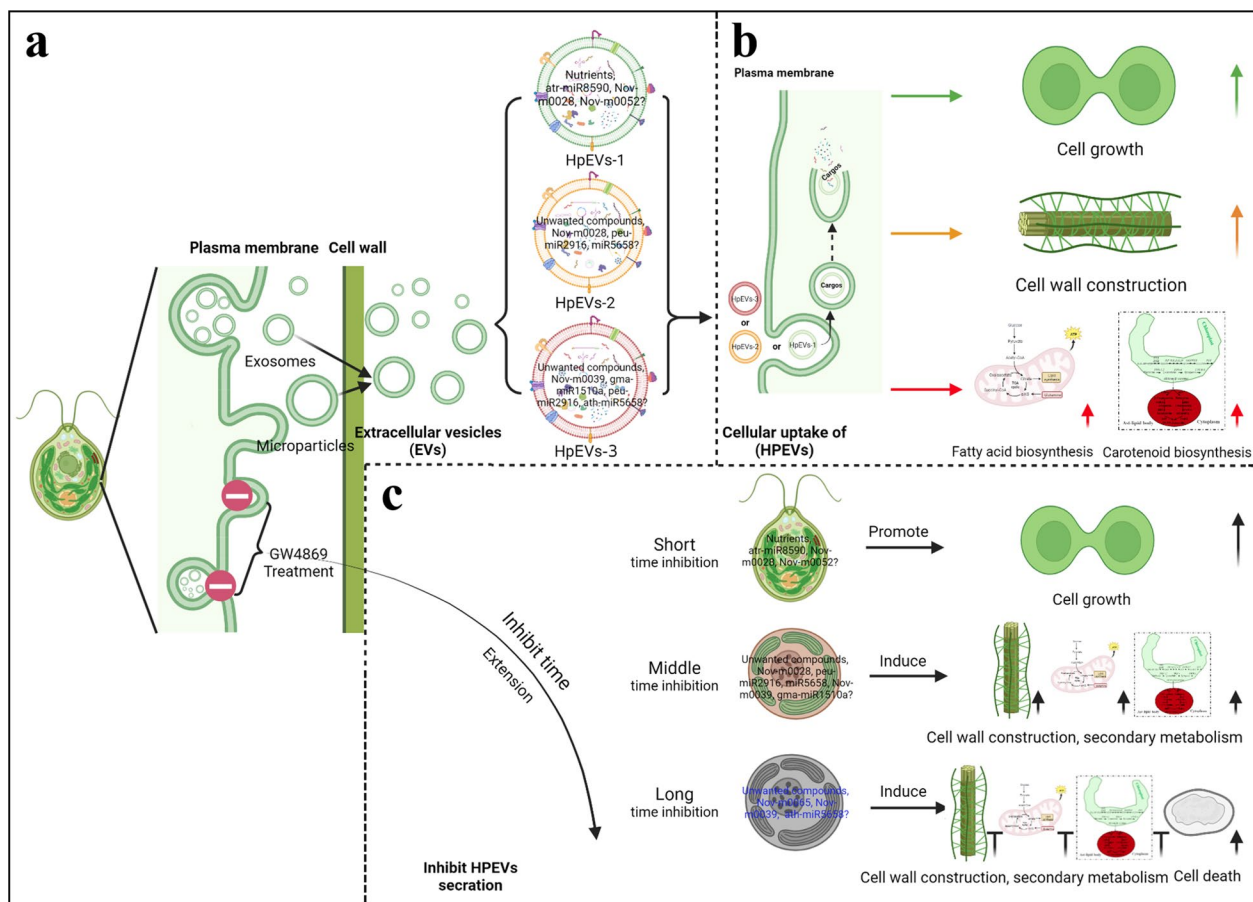 a
Nutrients,
atr-miR8590, Nov-
m0028, Nov-m0052?
HpEVs-1
Unwanted compounds,
Nov-m0028, peu-
miR2916, miR5658?
HpEVs-2
Unwanted compounds,
Nov-m0039, gma-
miR1510a, peu-
miR2916, ath-miR5658?
HpEVs-3
Plasma membrane
Cell wall
Exosomes
Microparticles
Extracellular vesicles
(EVs)
GW4869
Treatment
b
Plasma membrane
Cargos
Cargos
HpEVs-3
or
HpEVs-2
or
HpEVs-1
Cellular uptake of
(HPEVs)
Cell growth
Cell wall construction
Fatty acid biosynthesis
Carotenoid biosynthesis
Ast-lipid body
Cytoplasm
c
Inhibit time
Extension
Inhibit HPEVs
secration
Short
time inhibition
Nutrients,
atr-miR8590, Nov-
m0028, Nov-m0052?
Promote
Cell growth
Middle
time inhibition
Unwanted compounds,
Nov-m0028, peu-
miR2916, miR5658, Nov-
m0039, gma-miR1510a?
Induce
Cell wall construction, secondary metabolism
Long
time inhibition
Unwanted compounds,
Nov-m0065, Nov-
m0039, ath-miR5658?
Induce
Cell wall construction, secondary metabolism
Cell death